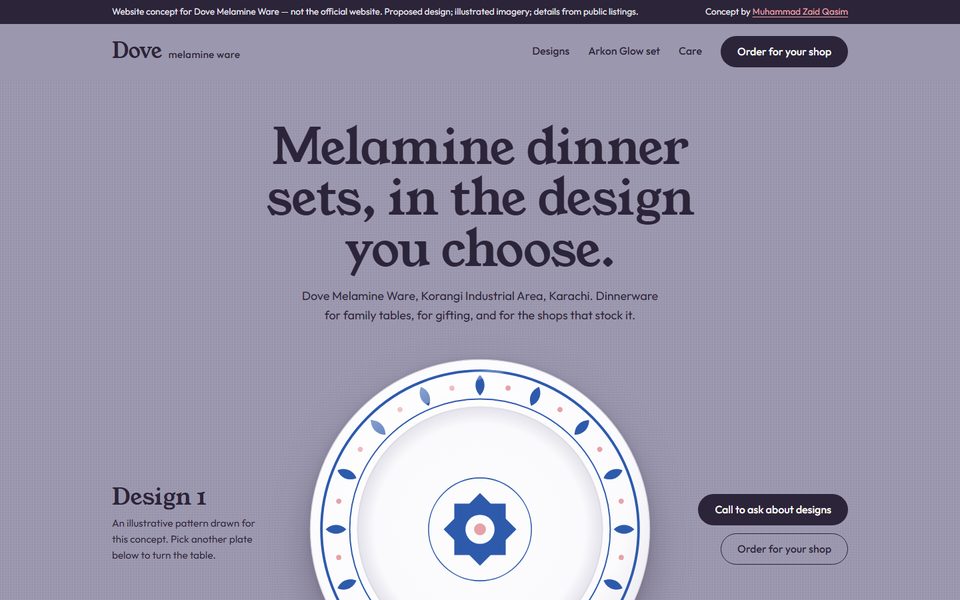 Website concept for Dove Melamine Ware — not the official website. Proposed design; illustrated imagery; details from public listings.
Concept by Muhammad Zaid Qasim
Dove melamine ware
Designs
Arkon Glow set
Care
Order for your shop
Melamine dinner
sets, in the design
you choose.
Dove Melamine Ware, Korangi Industrial Area, Karachi. Dinnerware
for family tables, for gifting, and for the shops that stock it.
Design 1
An illustrative pattern drawn for
this concept. Pick another plate
below to turn the table.
Call to ask about designs
Order for your shop